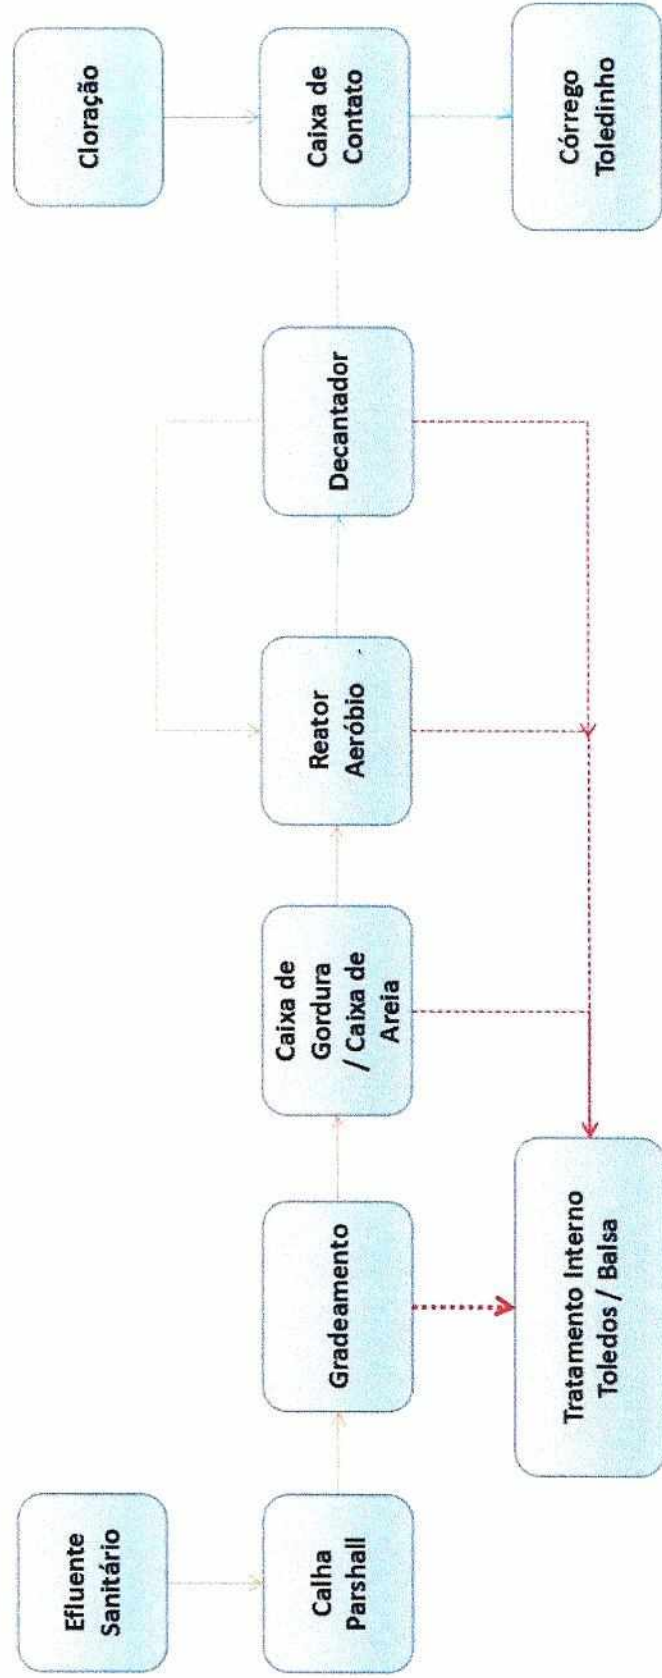 Efluente
Sanitário
Calha
Parshall
Gradeamento
Caixa de
Gordura
/ Caixa de
Areia
Reator
Aeróbio
Decantador
Cloração
Caixa de
Contato
Córrego
Toledinho
Tratamento Interno
Toledos / Balsa